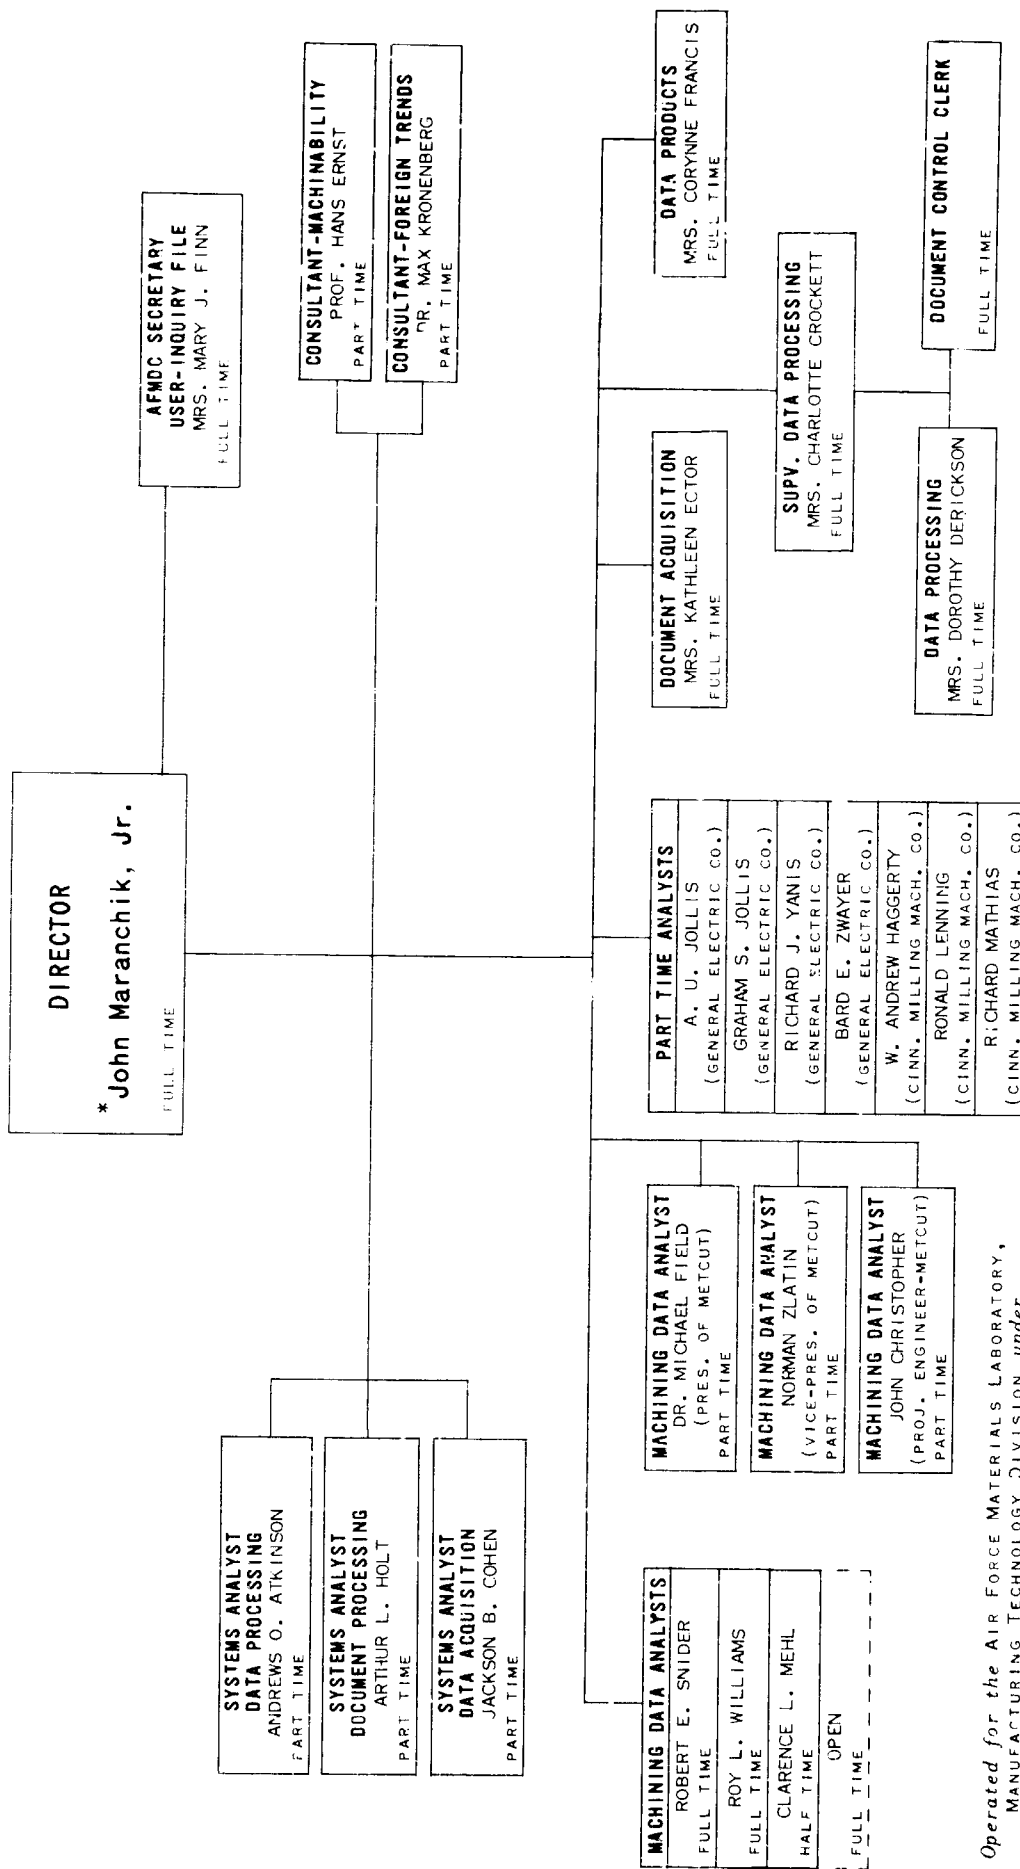 DIRECTOR
* John Maranchik, Jr.
FULL TIME
AFMDC SECRETARY
USER-INQUIRY FILE
MRS. MARY J. FINN
FULL TIME
SYSTEMS ANALYST
DATA PROCESSING
ANDREWS O. ATKINSON
PART TIME
SYSTEMS ANALYST
DOCUMENT PROCESSING
ARTHUR L. HOLT
PART TIME
SYSTEMS ANALYST
DATA ACQUISITION
JACKSON B. COHEN
PART TIME
CONSULTANT-MACHINABILITY
PROF. HANS ERNST
PART TIME
CONSULTANT-FOREIGN TRENDS
DR. MAX KRONENBERG
PART TIME
MACHINING DATA ANALYSTS
ROBERT E. SNIDER
FULL TIME
ROY L. WILLIAMS
FULL TIME
CLARENCE L. MEHL
HALF TIME
OPEN
FULL TIME
MACHINING DATA ANALYST
DR. MICHAEL FIELD
(PRES. OF METCUT)
PART TIME
MACHINING DATA ANALYST
NORMAN ZLATIN
(VICE-PRES. OF METCUT)
PART TIME
MACHINING DATA ANALYST
JOHN CHRISTOPHER
(PROJ. ENGINEER-METCUT)
PART TIME
PART TIME ANALYSTS
A. U. JOLLIS
(GENERAL ELECTRIC CO.)
GRAHAM S. JOLLIS
(GENERAL ELECTRIC CO.)
RICHARD J. YANIS
(GENERAL ELECTRIC CO.)
BARD E. ZWAYER
(GENERAL ELECTRIC CO.)
W. ANDREW HAGGERTY
(CINN. MILLING MACH. CO.)
RONALD LENNING
(CINN. MILLING MACH. CO.)
RICHARD MATHIAS
(CINN. MILLING MACH. CO.)
DOCUMENT ACQUISITION
MRS. KATHLEEN ECTOR
FULL TIME
SUPV. DATA PROCESSING
MRS. CHARLOTTE CROCKETT
FULL TIME
DATA PRODUCTS
MRS. CORYNNE FRANCIS
FULL TIME
DATA PROCESSING
MRS. DOROTHY DERICKSON
FULL TIME
DOCUMENT CONTROL CLERK
FULL TIME
Operated for the AIR FORCE MATERIALS LABORATORY,
MANUFACTURING TECHNOLOGY DIVISION under